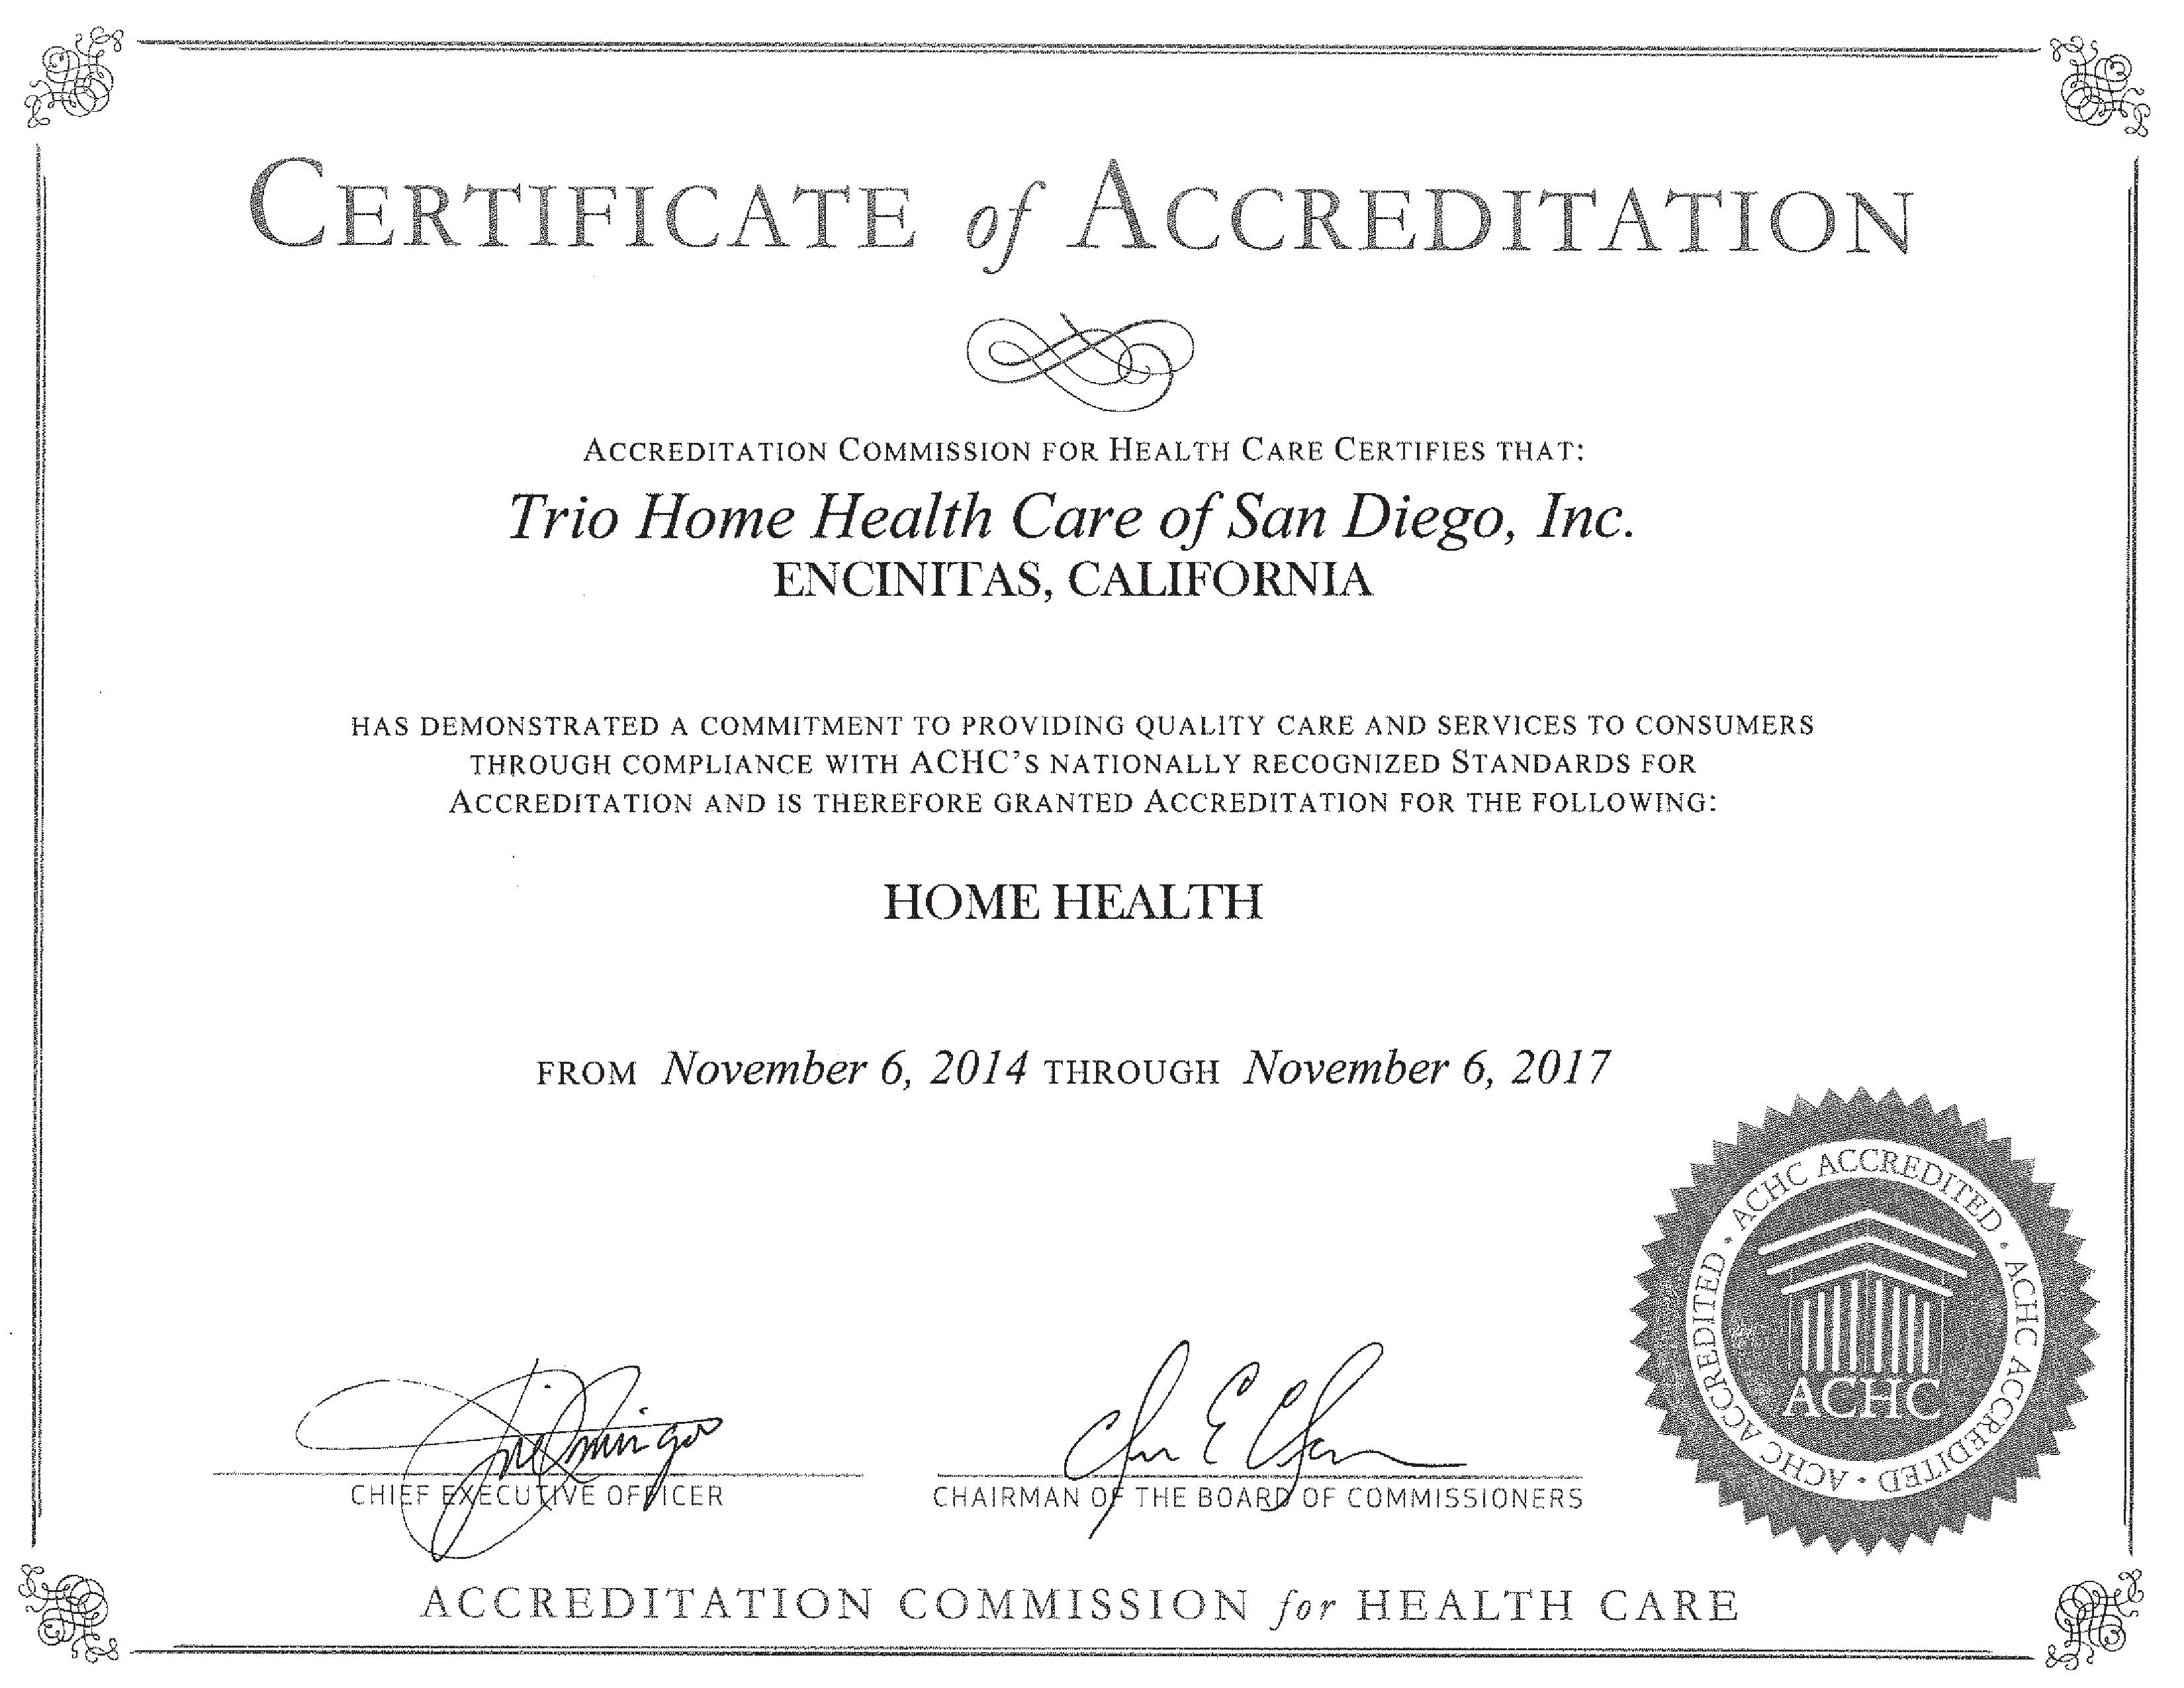 CERTIFICATE of ACCREDITATION
ACCREDITATION COMMISSION FOR HEALTH CARE CERTIFIES THAT:
Trio Home Health Care of San Diego, Inc.
ENCINITAS, CALIFORNIA
HAS DEMONSTRATED A COMMITMENT TO PROVIDING QUALITY CARE AND SERVICES TO CONSUMERS
THROUGH COMPLIANCE WITH ACHC'S NATIONALLY RECOGNIZED STANDARDS FOR
ACCREDITATION AND IS THEREFORE GRANTED ACCREDITATION FOR THE FOLLOWING:
HOME HEALTH
FROM November 6, 2014 THROUGH November 6, 2017
ACHC ACCREDITED · ACHC ACCREDITED · ACHC ACCREDITED ·
ACHC
CHIEF EXECUTIVE OFFICER
CHAIRMAN OF THE BOARD OF COMMISSIONERS
ACCREDITATION COMMISSION for HEALTH CARE